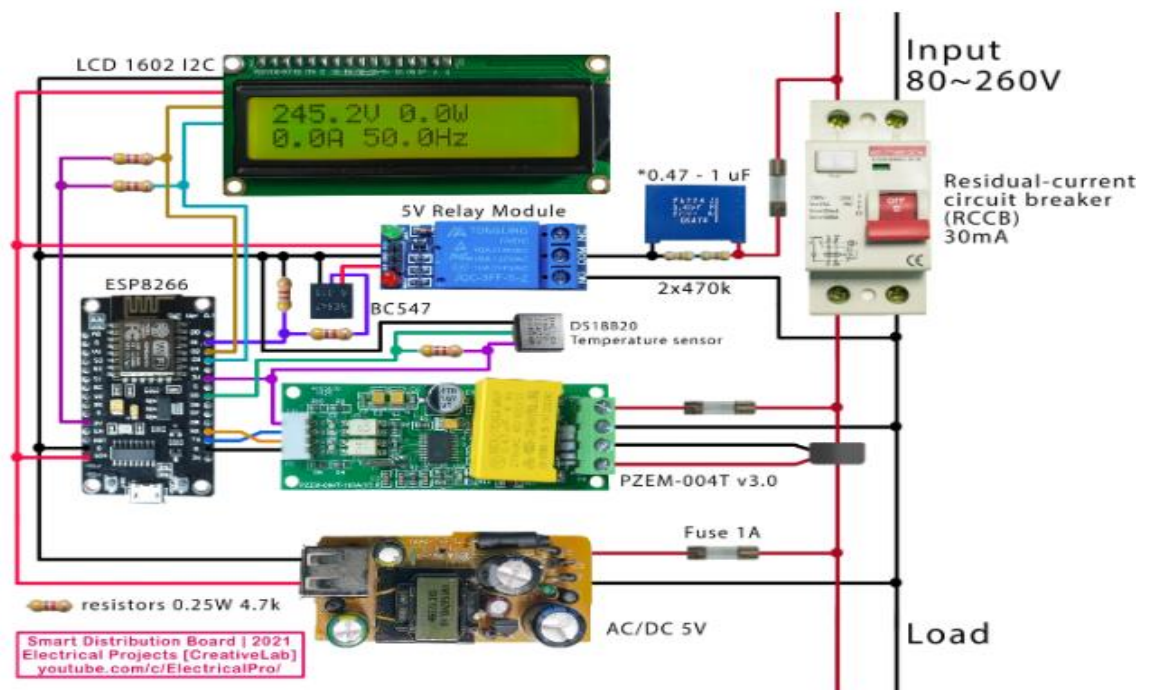 Input
80~260V
LCD 1602 I2C
245.2V 0.0W
0.0A 50.0Hz
*0.47 - 1 uF
OFF
Residual-current
circuit breaker
(RCCB)
30mA
5V Relay Module
TONGLING
ESP8266
BC547
2x470k
DS18B20
Temperature sensor
PZEM-004T v3.0
Fuse 1A
resistors 0.25W 4.7k
AC/DC 5V
Load
Smart Distribution Board | 2021
Electrical Projects [CreativeLab]
youtube.com/c/ElectricalPro/